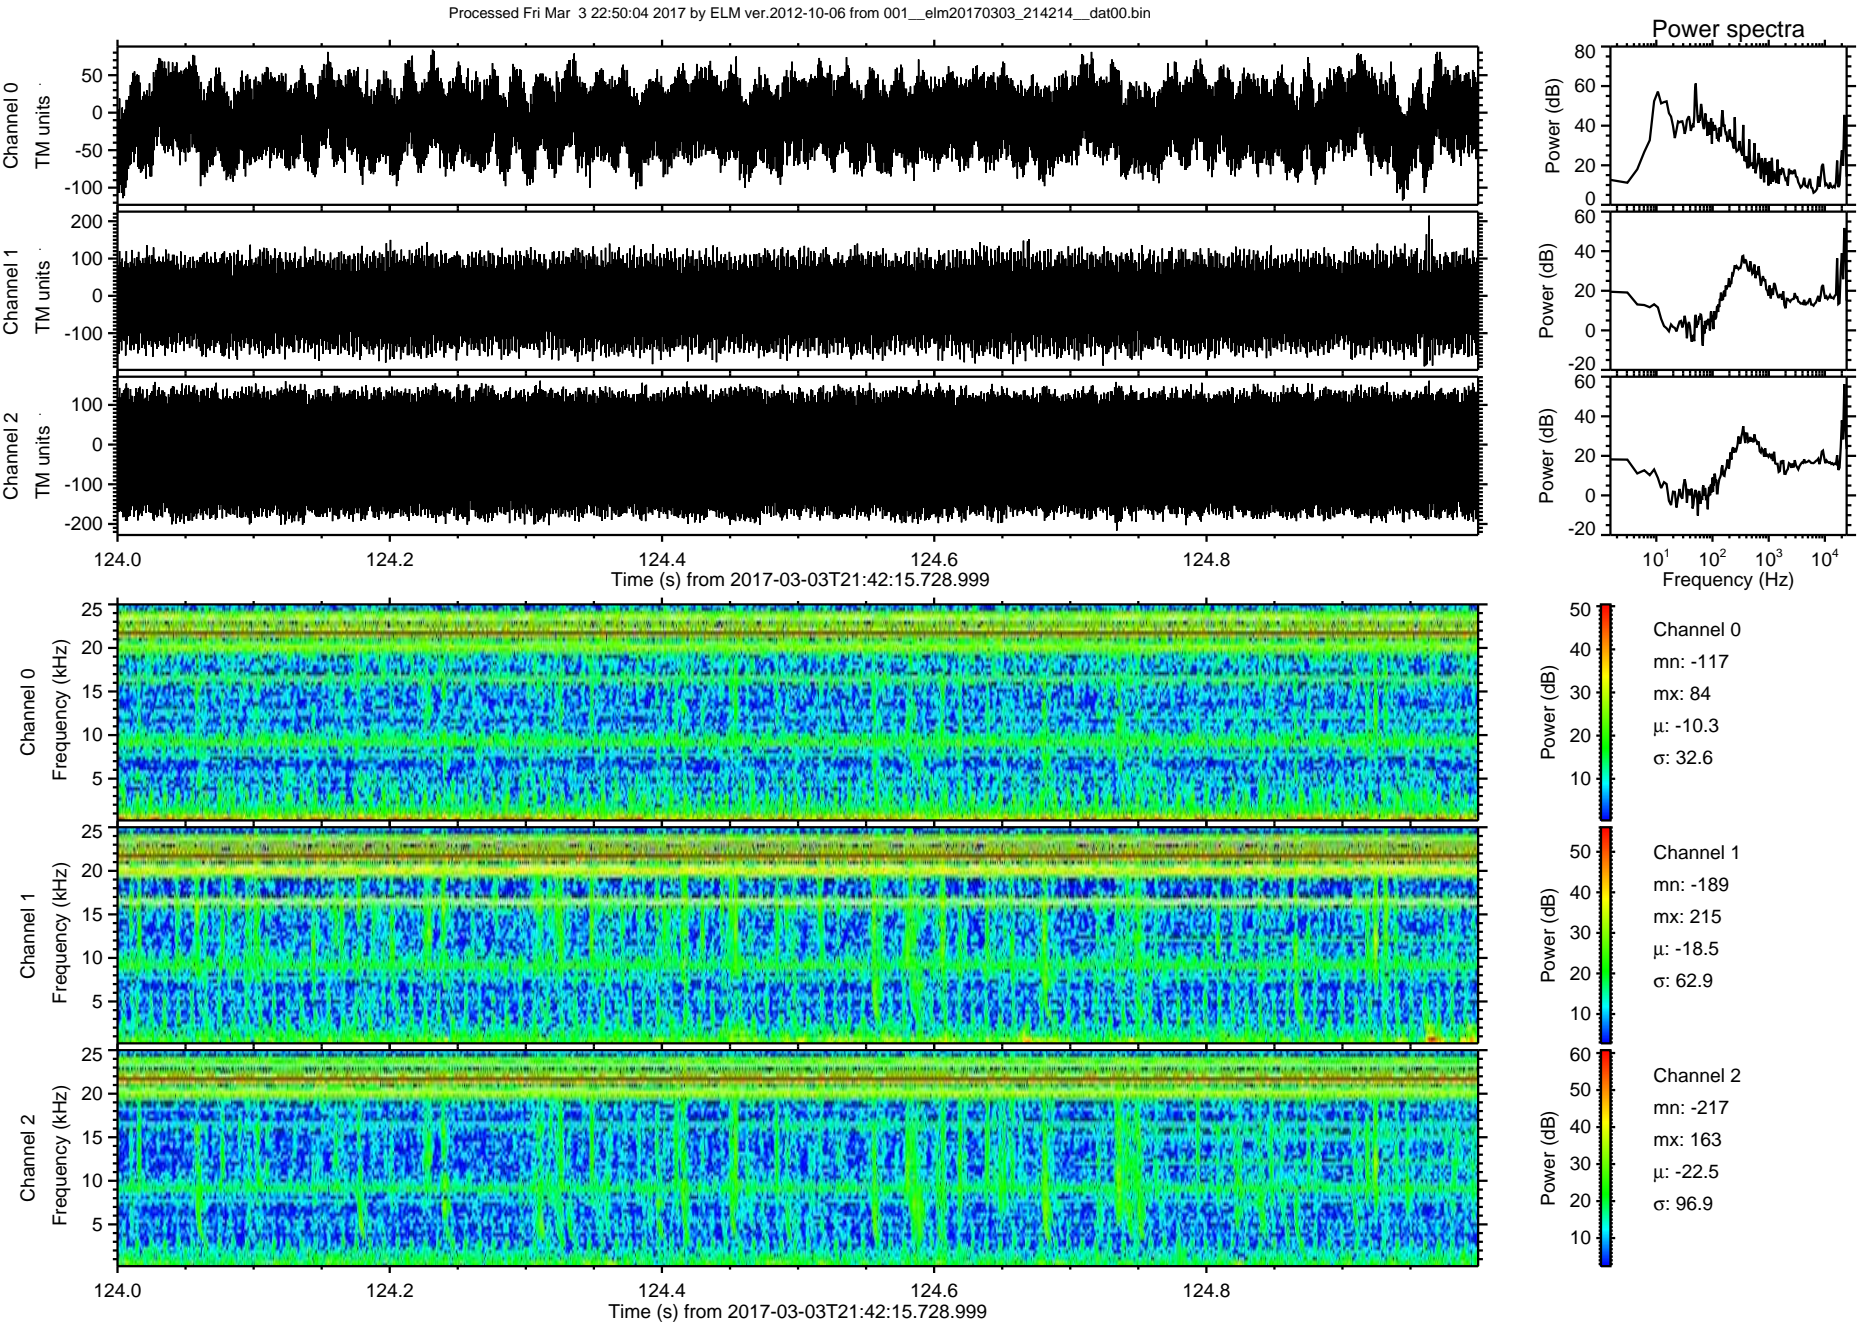 Processed Fri Mar  3 22:50:04 2017 by ELM ver.2012-10-06 from 001__elm20170303_214214__dat00.bin
Power spectra
Channel 0
TM units
50
0
-50
-100
Power (dB)
80
60
40
20
0
Channel 1
TM units
200
100
0
-100
Power (dB)
60
40
20
0
-20
Channel 2
TM units
100
0
-100
-200
Power (dB)
60
40
20
0
-20
124.0 124.2 124.4 124.6 124.8
Time (s) from 2017-03-03T21:42:15.728.999
10^1 10^2 10^3 10^4
Frequency (Hz)
Channel 0
Frequency (kHz)
25
20
15
10
5
Power (dB)
50
40
30
20
10
Channel 0
mn: -117
mx: 84
μ: -10.3
σ: 32.6
Channel 1
Frequency (kHz)
25
20
15
10
5
Power (dB)
50
40
30
20
10
Channel 1
mn: -189
mx: 215
μ: -18.5
σ: 62.9
Channel 2
Frequency (kHz)
25
20
15
10
5
Power (dB)
60
50
40
30
20
10
Channel 2
mn: -217
mx: 163
μ: -22.5
σ: 96.9
124.0 124.2 124.4 124.6 124.8
Time (s) from 2017-03-03T21:42:15.728.999